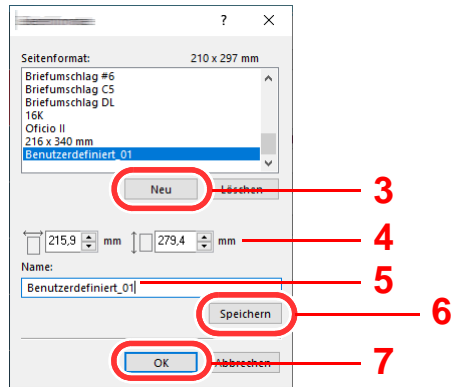 ?
Seitenformat: 210 x 297 mm
Briefumschlag #6
Briefumschlag C5
Briefumschlag DL
16K
Oficio II
216 x 340 mm
Benutzerdefiniert_01
Neu Löschen 3
215,9 mm 279,4 mm 4
Name:
Benutzerdefiniert_01 5
Speichern 6
OK Abbrechen 7